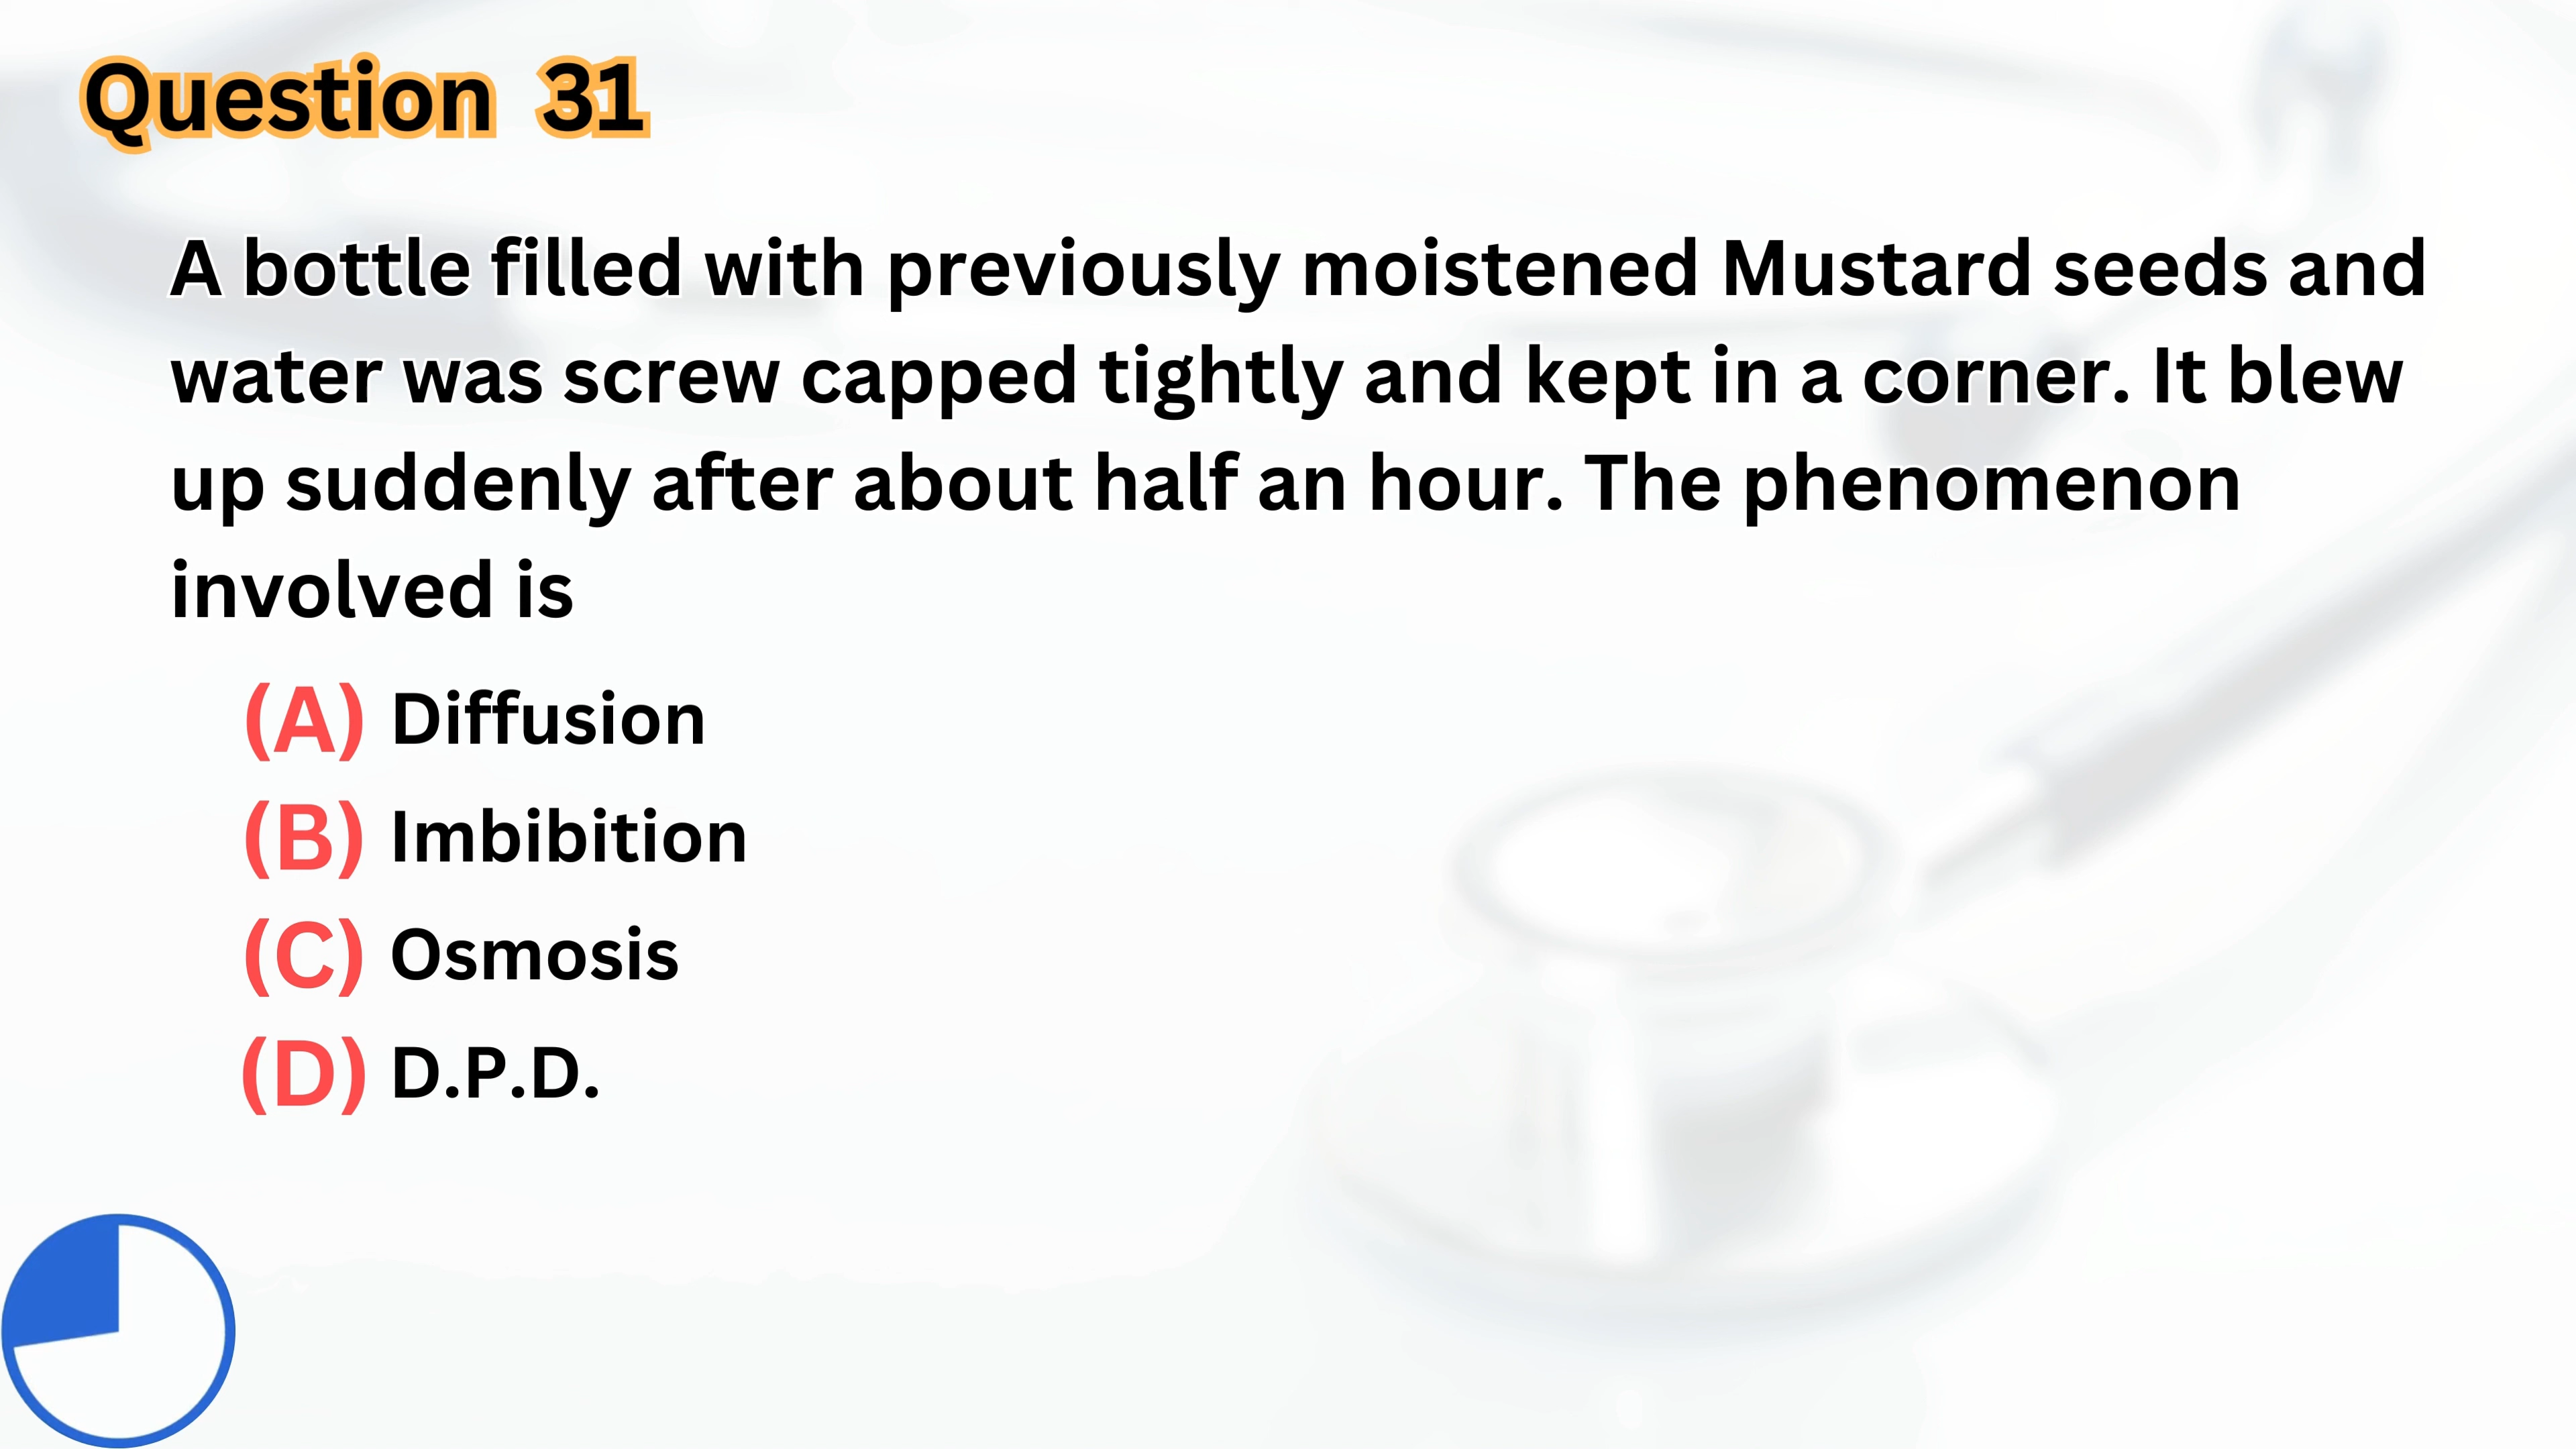 Question 31
A bottle filled with previously moistened Mustard seeds and
water was screw capped tightly and kept in a corner. It blew
up suddenly after about half an hour. The phenomenon
involved is
(A) Diffusion
(B) Imbibition
(C) Osmosis
(D) D.P.D.